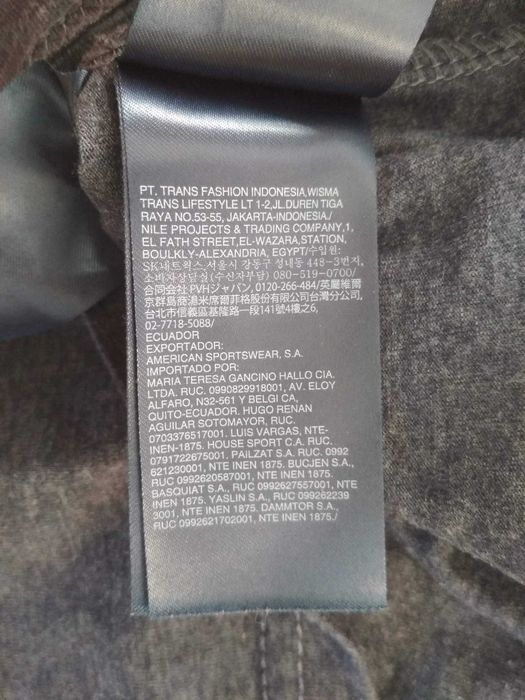 PT. TRANS FASHION INDONESIA,WISMA
TRANS LIFESTYLE LT 1-2,JL.DUREN TIGA
RAYA NO.53-55, JAKARTA-INDONESIA./
NILE PROJECTS & TRADING COMPANY,1,
EL FATH STREET,EL-WAZARA,STATION,
BOULKLY-ALEXANDRIA, EGYPT/수입원:
SK네트웍스 서울시 강동구 성내동 448-3번지,
소비자상담실(수신자부담) 080-519-0700/
合同会社PVHジャパン, 0120-266-484/英屬維爾
京群島商湯米席爾菲格股份有限公司台灣分公司,
台北市信義區基隆路一段141號4樓之6,
02-7718-5088/
ECUADOR
EXPORTADOR:
AMERICAN SPORTSWEAR, S.A.
IMPORTADO POR:
MARIA TERESA GANCINO HALLO CIA.
LTDA. RUC. 0990829918001, AV. ELOY
ALFARO, N32-561 Y BELGI CA,
QUITO-ECUADOR. HUGO RENAN
AGUILAR SOTOMAYOR, RUC.
0703376517001. LUIS VARGAS, NTE-
INEN-1875. HOUSE SPORT C.A. RUC.
0791722675001, PAILZAT S.A. RUC. 0992
621230001, NTE INEN 1875. BUCJEN S.A.,
RUC 0992620587001, NTE INEN 1875.
BASQUIAT S.A., RUC 0992627557001, NTE
INEN 1875. YASLIN S.A., RUC 099262239
3001, NTE INEN 1875. DAMMTOR S.A.,
RUC 0992621702001, NTE INEN 1875./